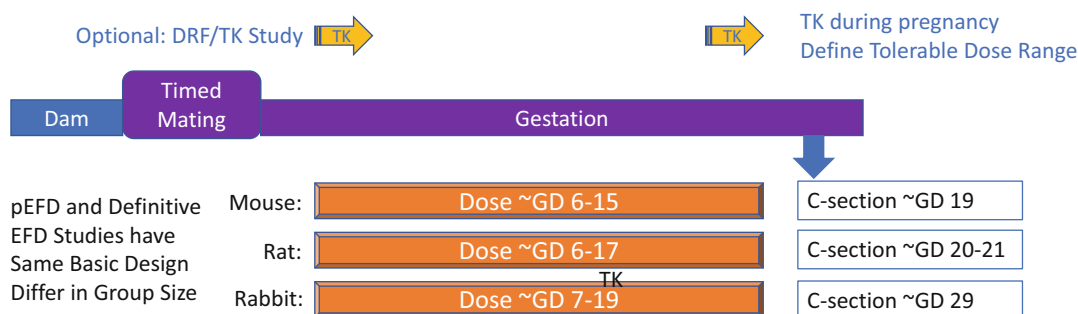 Optional: DRF/TK Study
TK
TK
TK during pregnancy
Define Tolerable Dose Range
Dam
Timed
Mating
Gestation
pEFD and Definitive
EFD Studies have
Same Basic Design
Differ in Group Size
Mouse:
Dose ~GD 6-15
C-section ~GD 19
Rat:
Dose ~GD 6-17
C-section ~GD 20-21
TK
Rabbit:
Dose ~GD 7-19
C-section ~GD 29